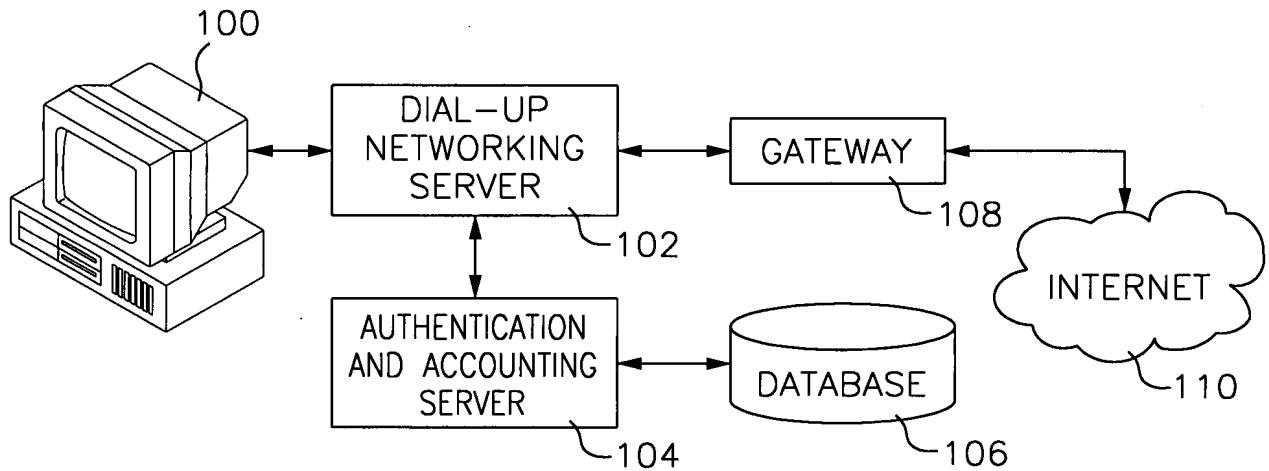 100
DIAL-UP
NETWORKING
SERVER
102
GATEWAY
108
INTERNET
110
AUTHENTICATION
AND ACCOUNTING
SERVER
104
DATABASE
106